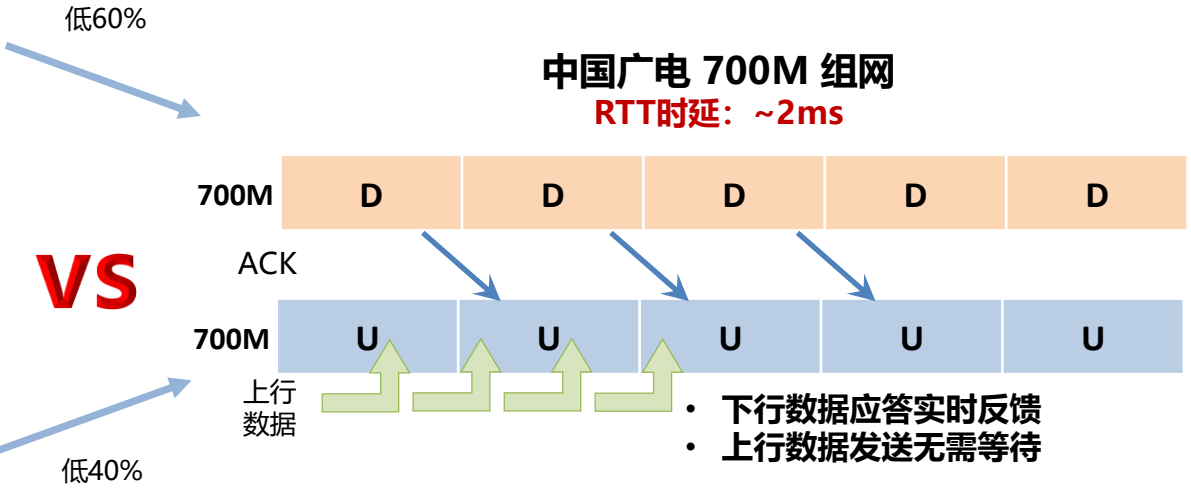 低60%
中国广电 700M 组网
RTT时延：~2ms
700M D D D D D
VS
ACK
700M U U U U U
上行
数据
• 下行数据应答实时反馈
• 上行数据发送无需等待
低40%